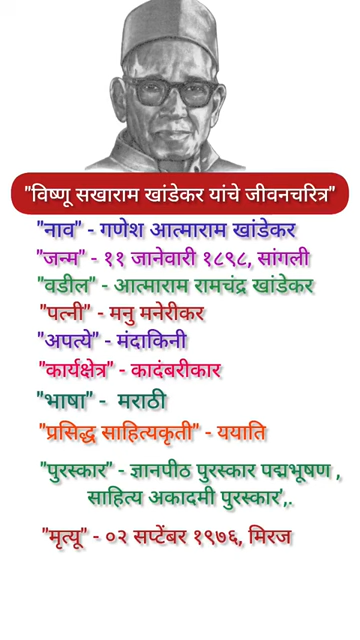 "विष्णू सखाराम खांडेकर यांचे जीवनचरित्र"
"नाव" - गणेश आत्माराम खांडेकर
"जन्म" - ११ जानेवारी १८९८, सांगली
"वडील" - आत्माराम रामचंद्र खांडेकर
"पत्नी" - मनु मनेरीकर
"अपत्ये" - मंदाकिनी
"कार्यक्षेत्र" - कादंबरीकार
"भाषा" - मराठी
"प्रसिद्ध साहित्यकृती" - ययाति
"पुरस्कार" - ज्ञानपीठ पुरस्कार पद्मभूषण ,
साहित्य अकादमी पुरस्कार',.
"मृत्यू" - ०२ सप्टेंबर १९७६, मिरज